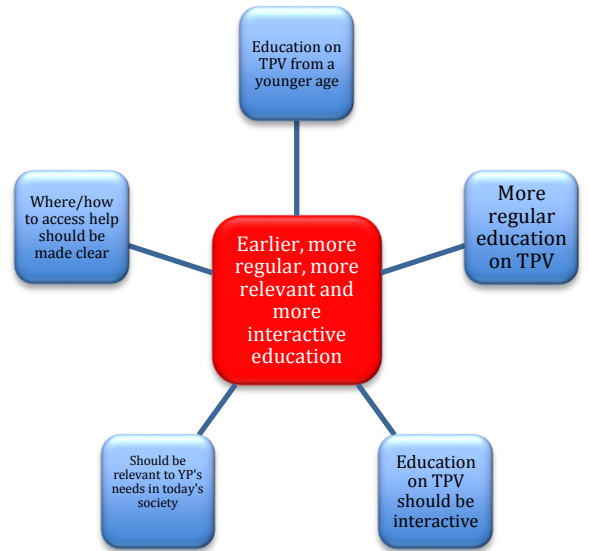 Education on
TPV from a
younger age
Where/how
to access help
should be
made clear
More
regular
education
on TPV
Earlier, more
regular, more
relevant and
more
interactive
education
Should be
relevant to YP's
needs in today's
society
Education
on TPV
should be
interactive